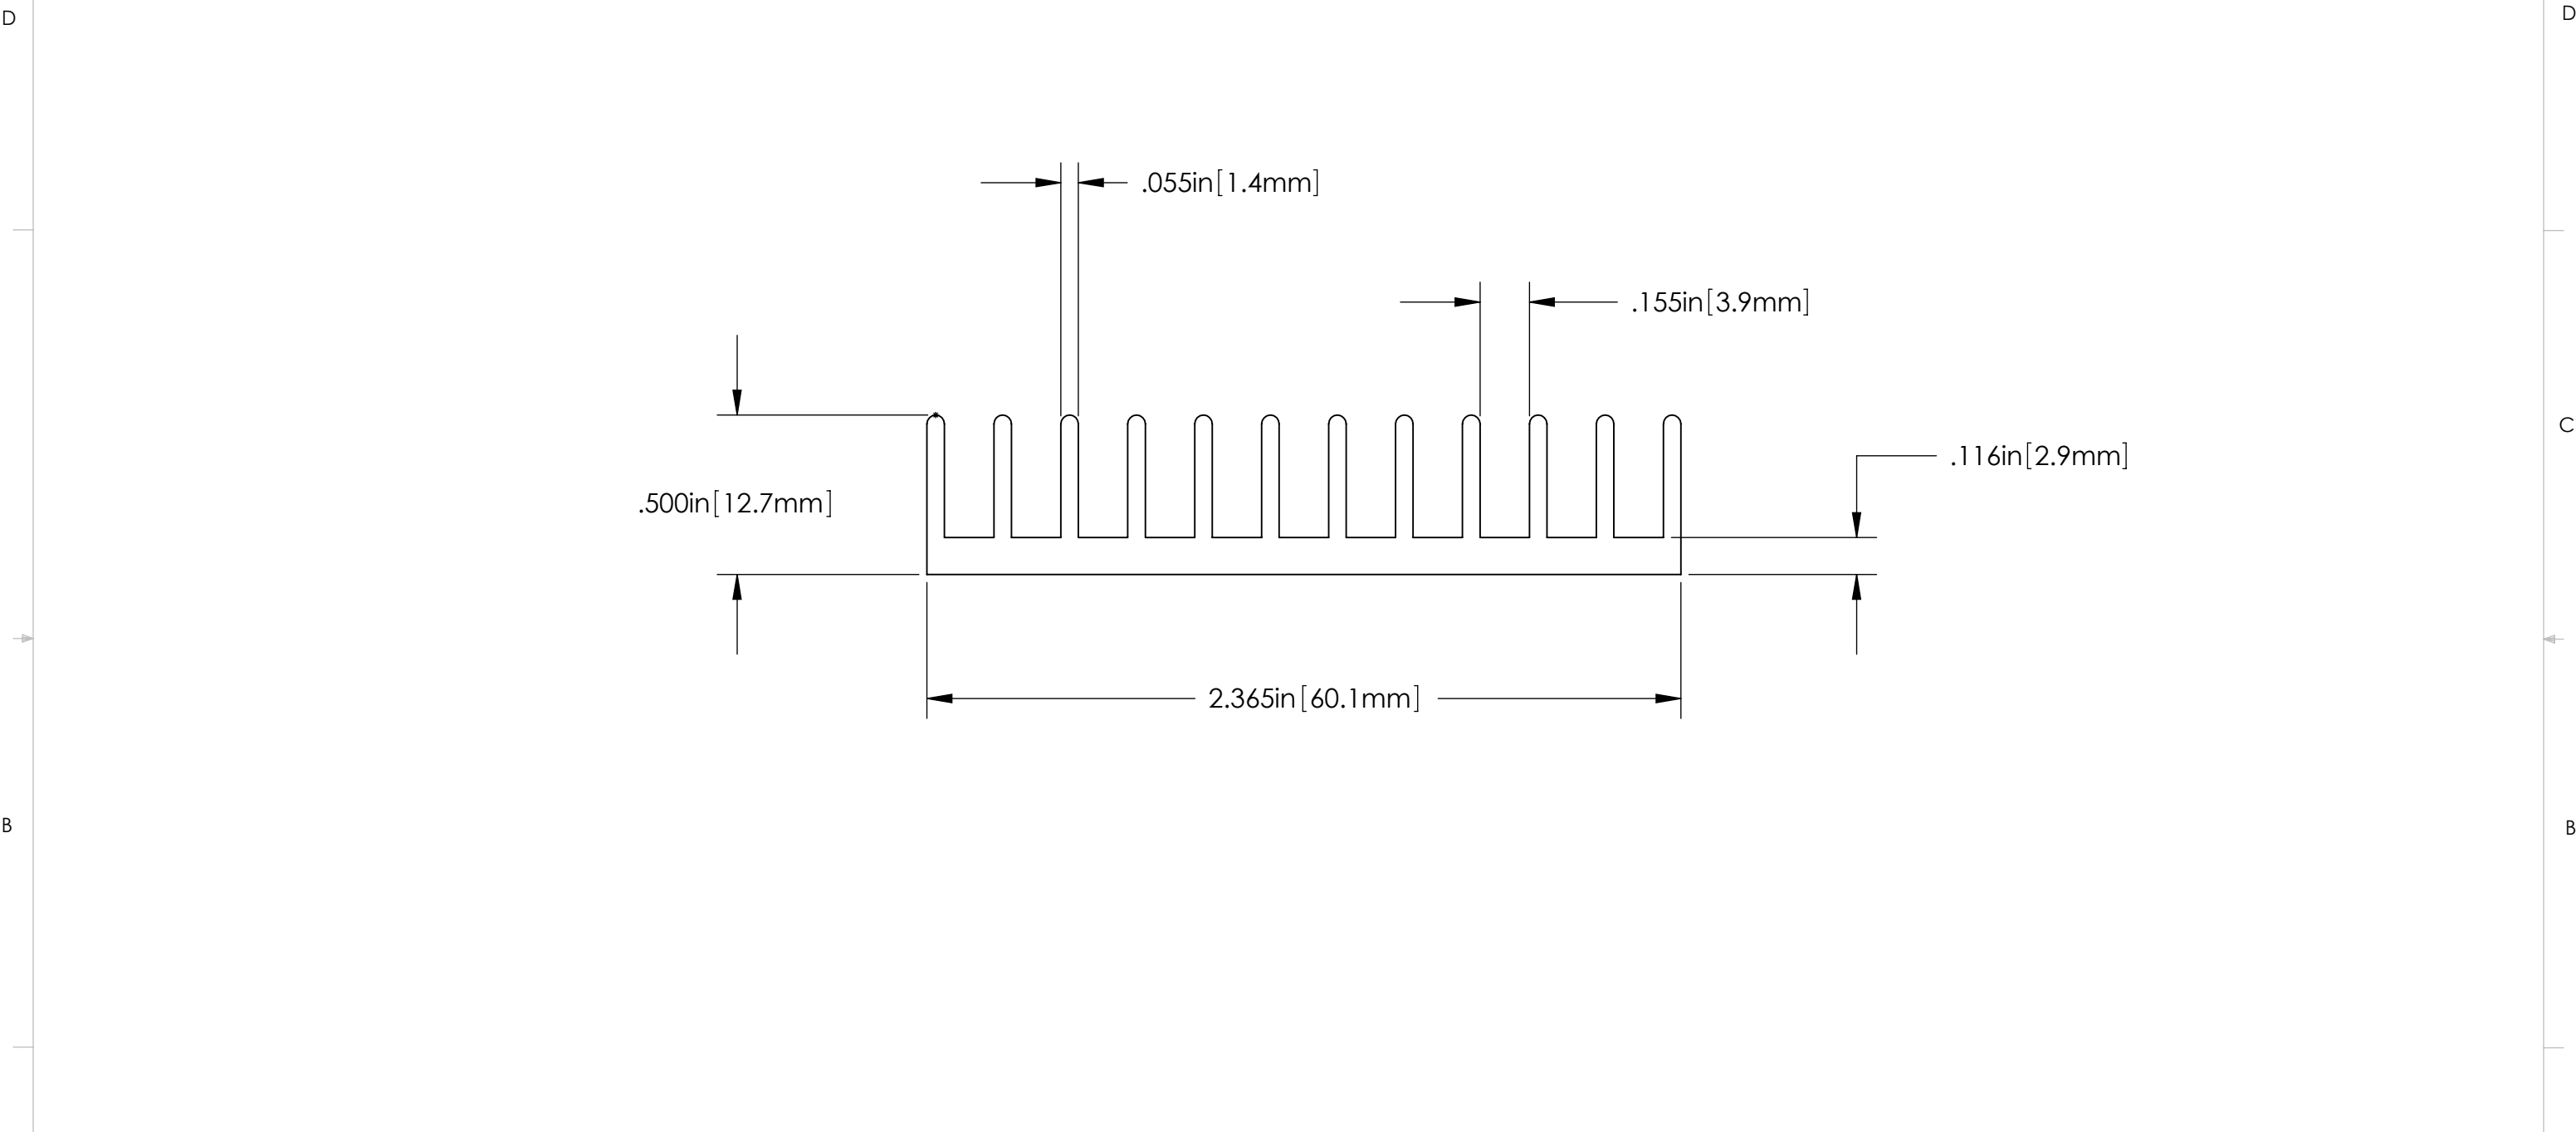 D
D
.055in[1.4mm]
.155in[3.9mm]
C
.116in[2.9mm]
.500in[12.7mm]
2.365in[60.1mm]
B
B